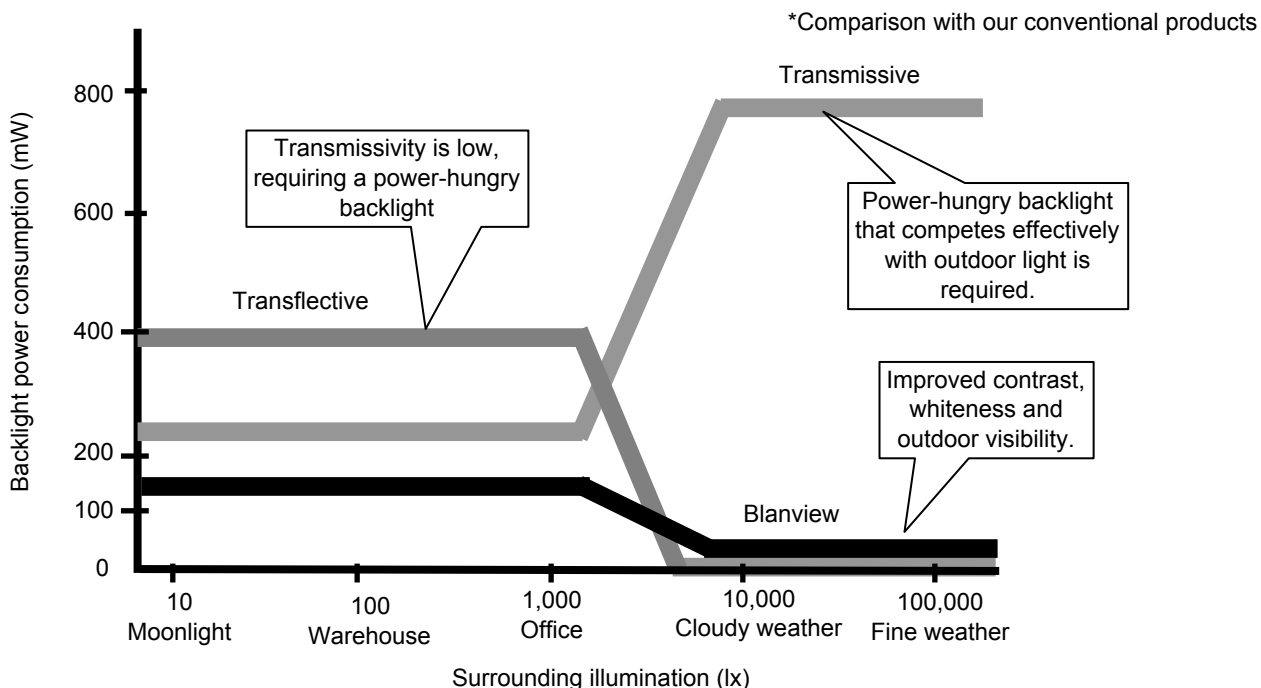 *Comparison with our conventional products
Transmissive
Backlight power consumption (mW)
800
600
400
200
100
0
Transmissivity is low,
requiring a power-hungry
backlight
Power-hungry backlight
that competes effectively
with outdoor light is
required.
Transflective
Improved contrast,
whiteness and
outdoor visibility.
Blanview
10
Moonlight
100
Warehouse
1,000
Office
10,000
Cloudy weather
100,000
Fine weather
Surrounding illumination (lx)